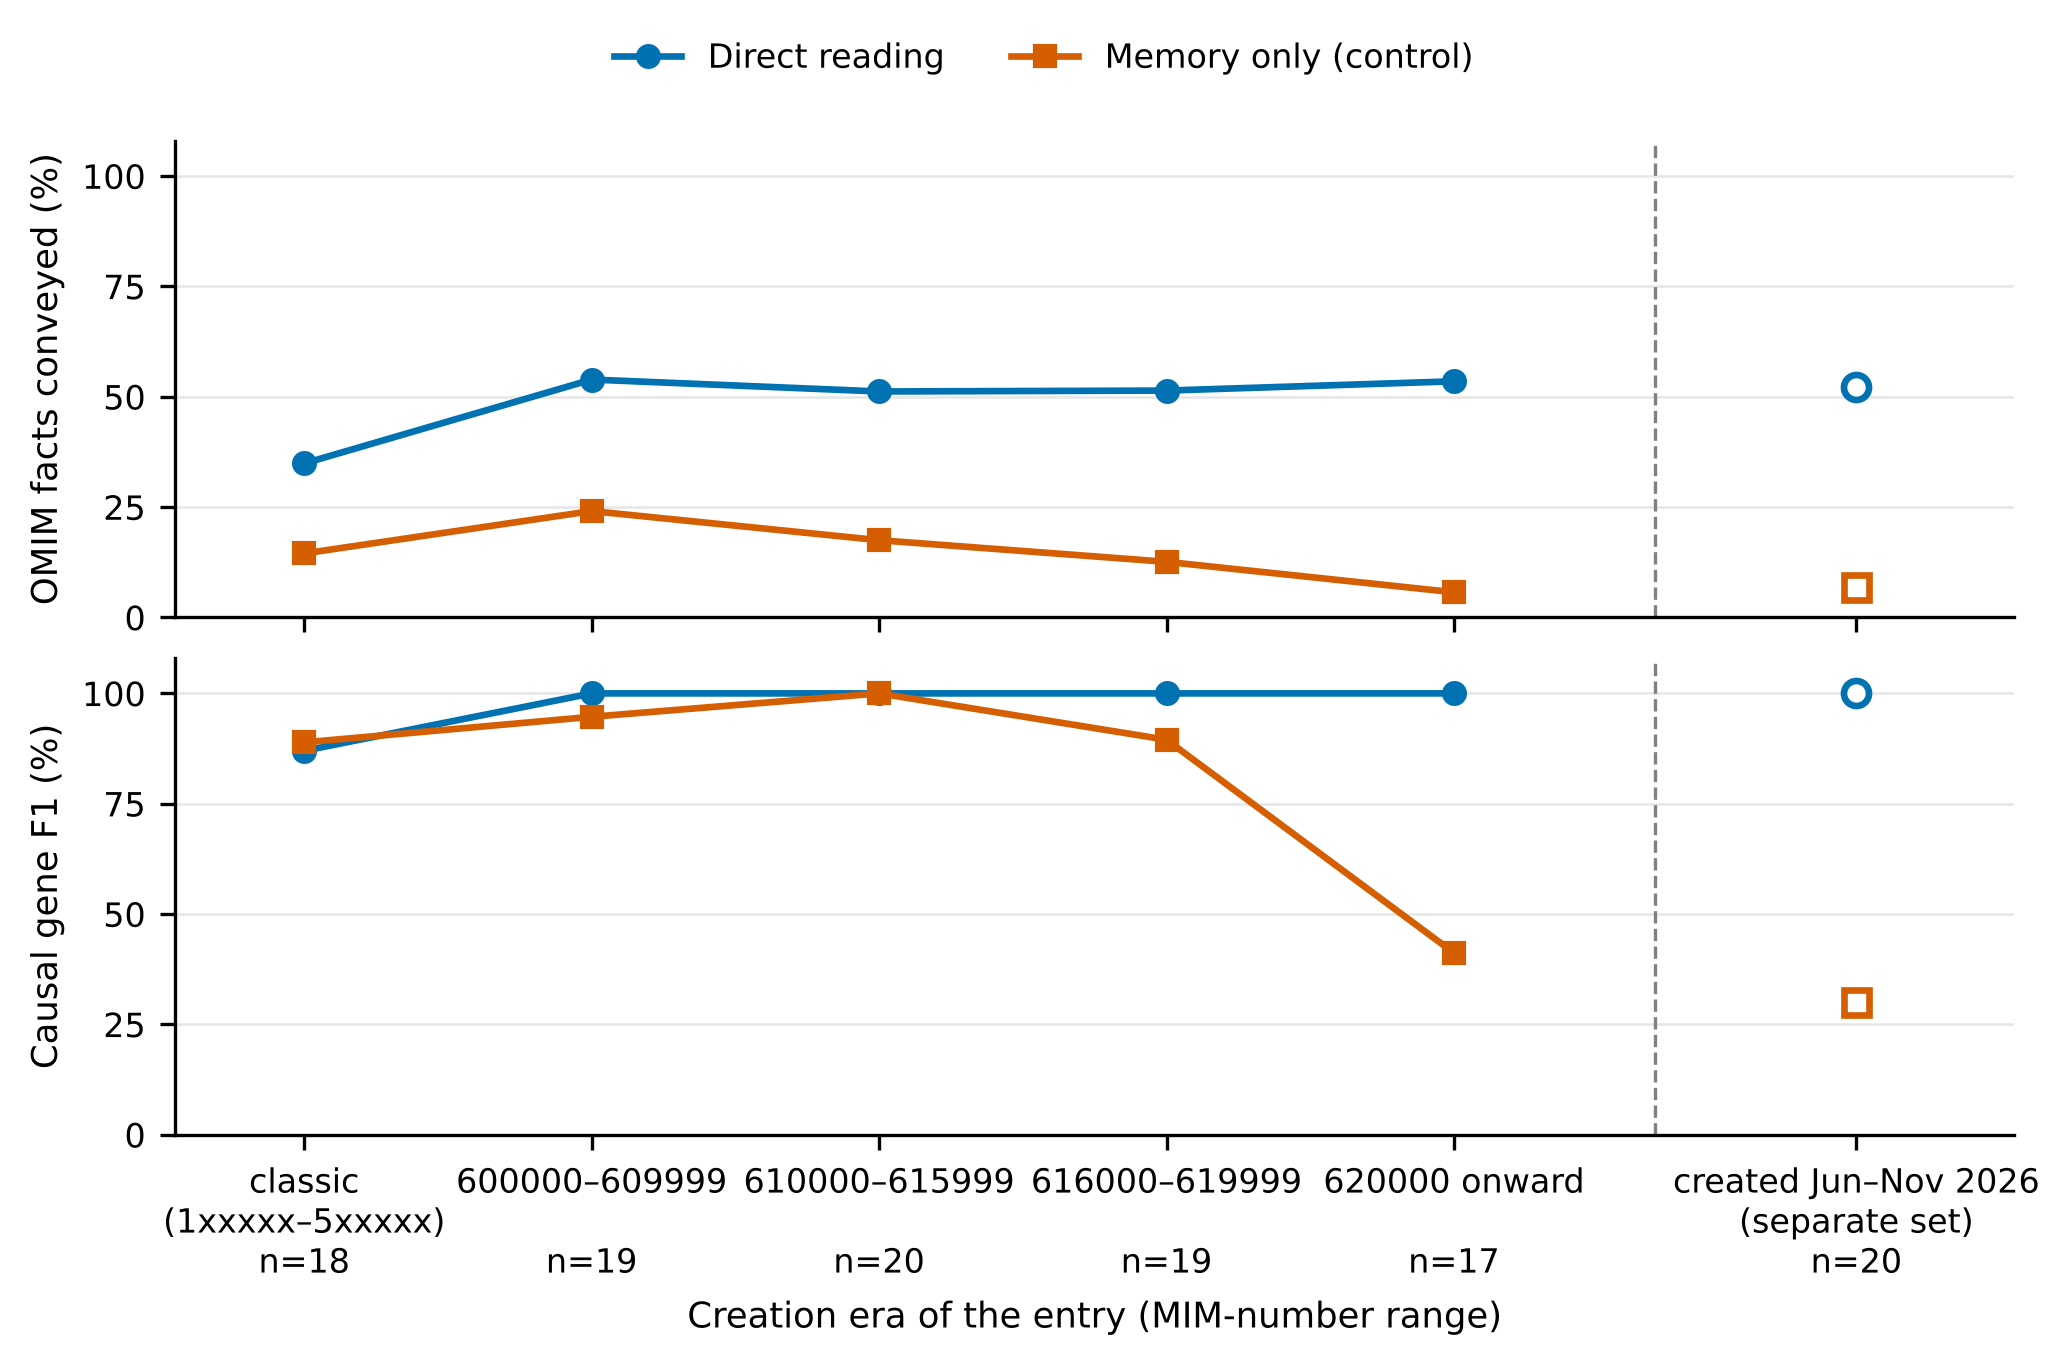 Direct reading
Memory only (control)
OMIM facts conveyed (%)
100
75
50
25
0
Causal gene F1 (%)
100
75
50
25
0
classic
(1xxxxx–5xxxxx)
n=18
600000–609999
n=19
610000–615999
n=20
616000–619999
n=19
620000 onward
n=17
created Jun–Nov 2026
(separate set)
n=20
Creation era of the entry (MIM-number range)